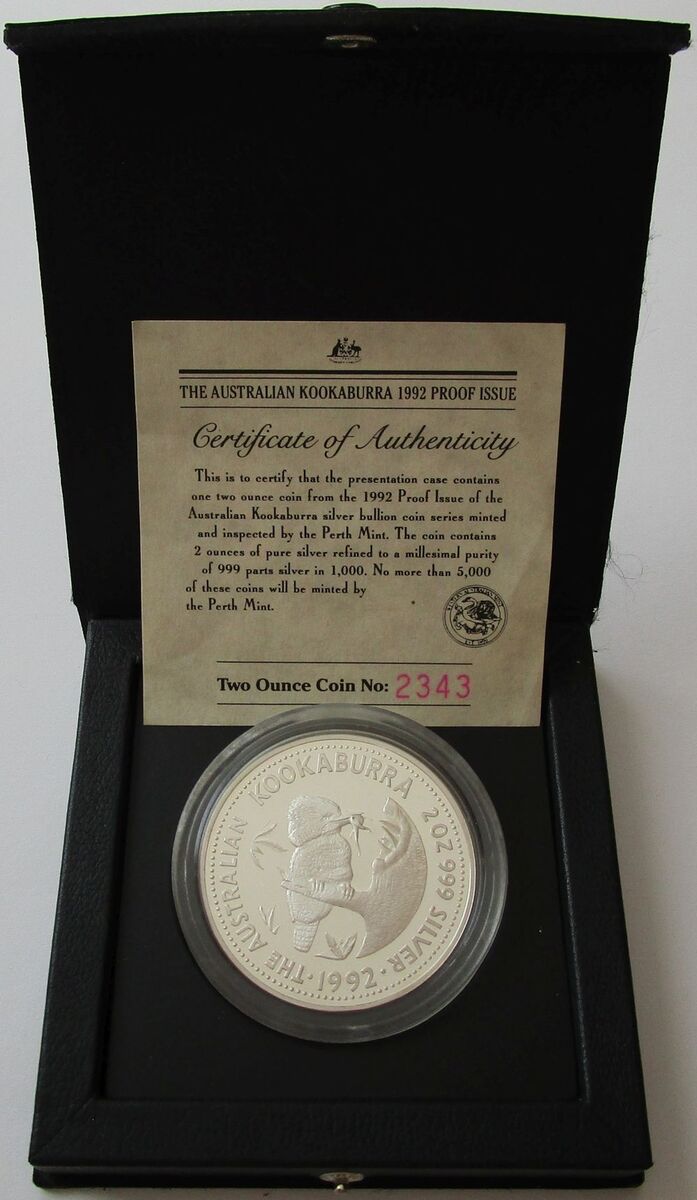 THE AUSTRALIAN KOOKABURRA 1992 PROOF ISSUE
Certificate of Authenticity
This is to certify that the presentation case contains
one two ounce coin from the 1992 Proof Issue of the
Australian Kookaburra silver bullion coin series minted
and inspected by the Perth Mint. The coin contains
2 ounces of pure silver refined to a millesimal purity
of 999 parts silver in 1,000. No more than 5,000
of these coins will be minted by
the Perth Mint.
Two Ounce Coin No: 2343
THE AUSTRALIAN KOOKABURRA 2 OZ 999 SILVER
· 1992 ·